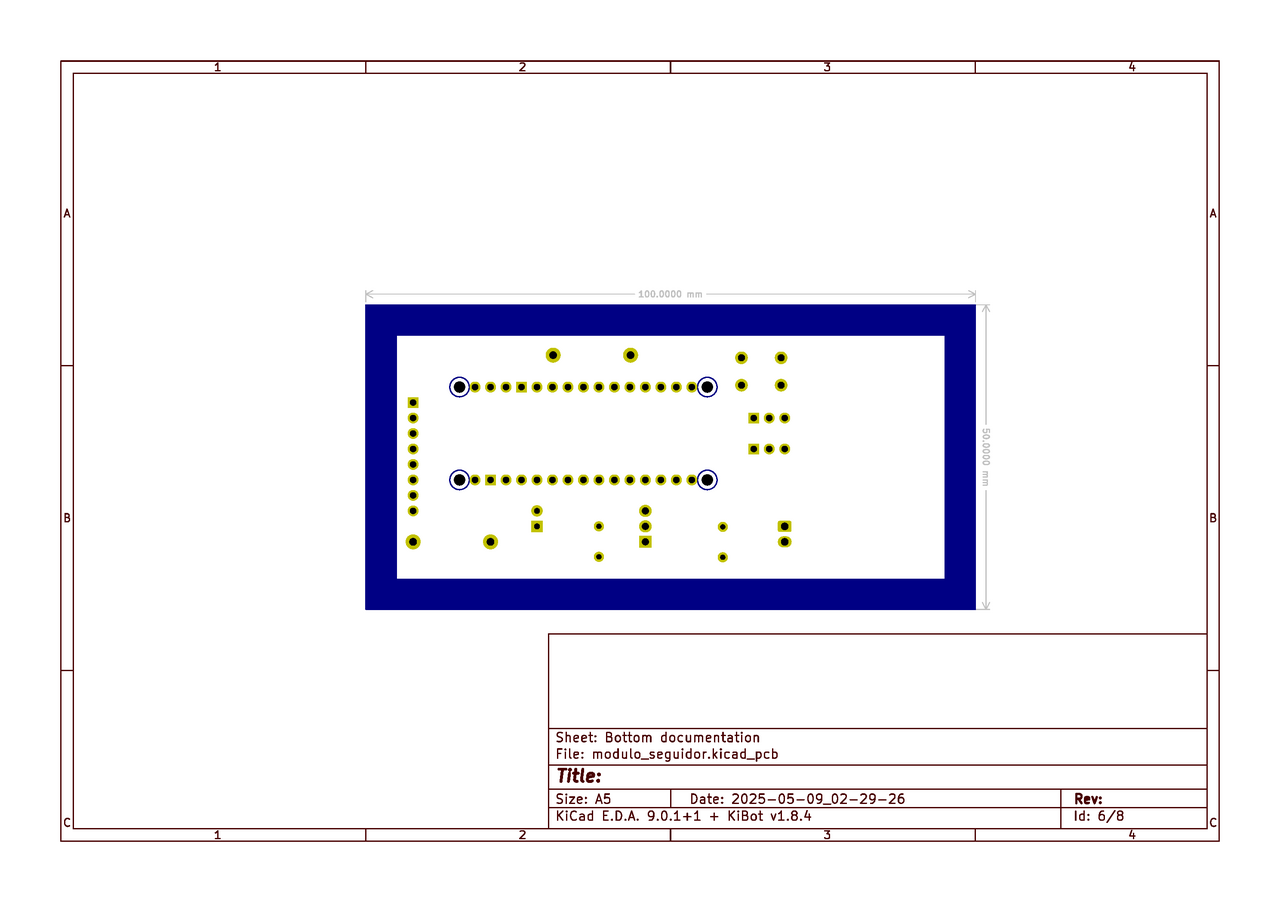 1 2 3 4
A A
100.0000 mm
50.0000 mm
B B
Sheet: Bottom documentation
File: modulo_seguidor.kicad_pcb
Title:
Size: A5 Date: 2025-05-09_02-29-26 Rev:
KiCad E.D.A. 9.0.1+1 + KiBot v1.8.4 Id: 6/8
C C
1 2 3 4